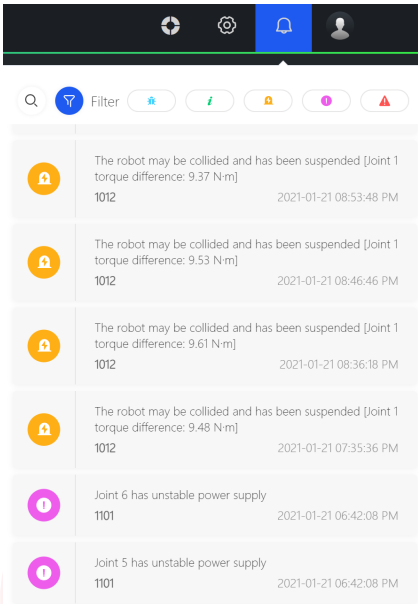 Filter
The robot may be collided and has been suspended [Joint 1
torque difference: 9.37 N·m]
1012 2021-01-21 08:53:48 PM
The robot may be collided and has been suspended [Joint 1
torque difference: 9.53 N·m]
1012 2021-01-21 08:46:46 PM
The robot may be collided and has been suspended [Joint 1
torque difference: 9.61 N·m]
1012 2021-01-21 08:36:18 PM
The robot may be collided and has been suspended [Joint 1
torque difference: 9.48 N·m]
1012 2021-01-21 07:35:36 PM
Joint 6 has unstable power supply
1101 2021-01-21 06:42:08 PM
Joint 5 has unstable power supply
1101 2021-01-21 06:42:08 PM